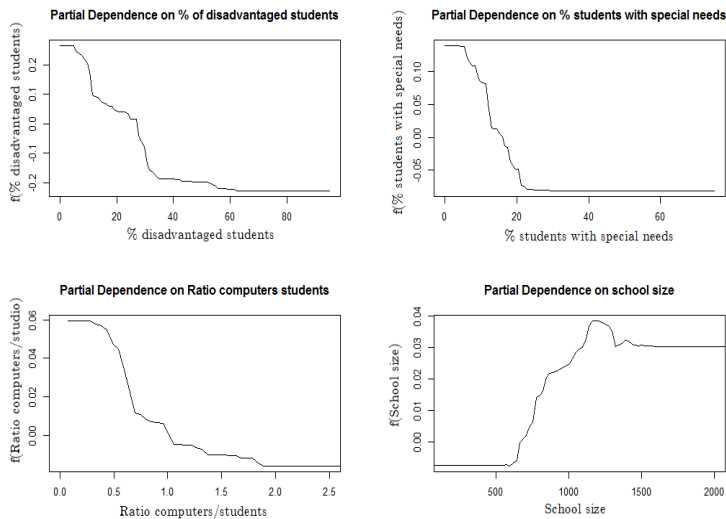 Partial Dependence on % of disadvantaged students
f(% disadvantaged students)
0.2
0.1
0.0
-0.1
-0.2
0 20 40 60 80
% disadvantaged students
Partial Dependence on % students with special needs
f(% students with special needs)
0.10
0.05
0.00
-0.05
0 20 40 60
% students with special needs
Partial Dependence on Ratio computers students
f(Ratio computers/studio)
0.06
0.04
0.02
0.00
0.0 0.5 1.0 1.5 2.0 2.5
Ratio computers/students
Partial Dependence on school size
f(School size)
0.04
0.03
0.02
0.01
0.00
500 1000 1500 2000
School size